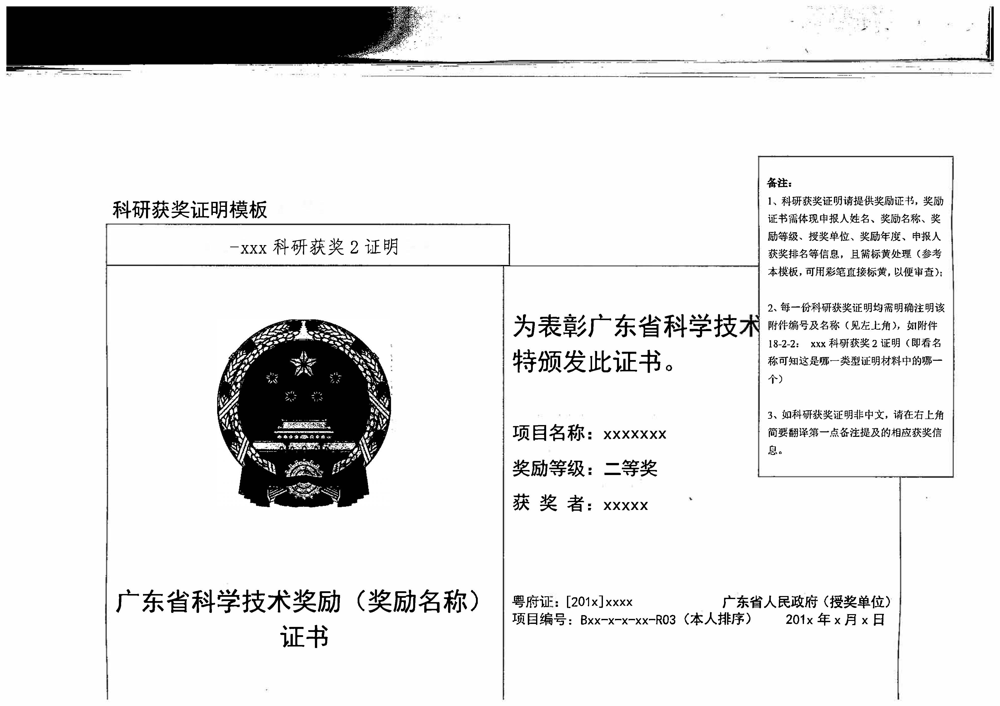 科研获奖证明模板
-xxx 科研获奖 2 证明
广东省科学技术奖励（奖励名称）
证书
为表彰广东省科学技术
特颁发此证书。
项目名称：xxxxxxx
奖励等级：二等奖
获 奖 者：xxxxx
粤府证：[201x]xxxx
广东省人民政府（授奖单位）
项目编号：Bxx-x-x-xx-R03（本人排序）
201x 年 x 月 x 日
备注：
1、科研获奖证明请提供奖励证书，奖励
证书需体现申报人姓名、奖励名称、奖
励等级、授奖单位、奖励年度、申报人
获奖排名等信息，且需标黄处理（参考
本模板，可用彩笔直接标黄，以便审查）；
2、每一份科研获奖证明均需明确注明该
附件编号及名称（见左上角），如附件
18-2-2： xxx 科研获奖 2 证明（即看名
称可知这是哪一类型证明材料中的哪一
个）
3、如科研获奖证明非中文，请在右上角
简要翻译第一点备注提及的相应获奖信
息。